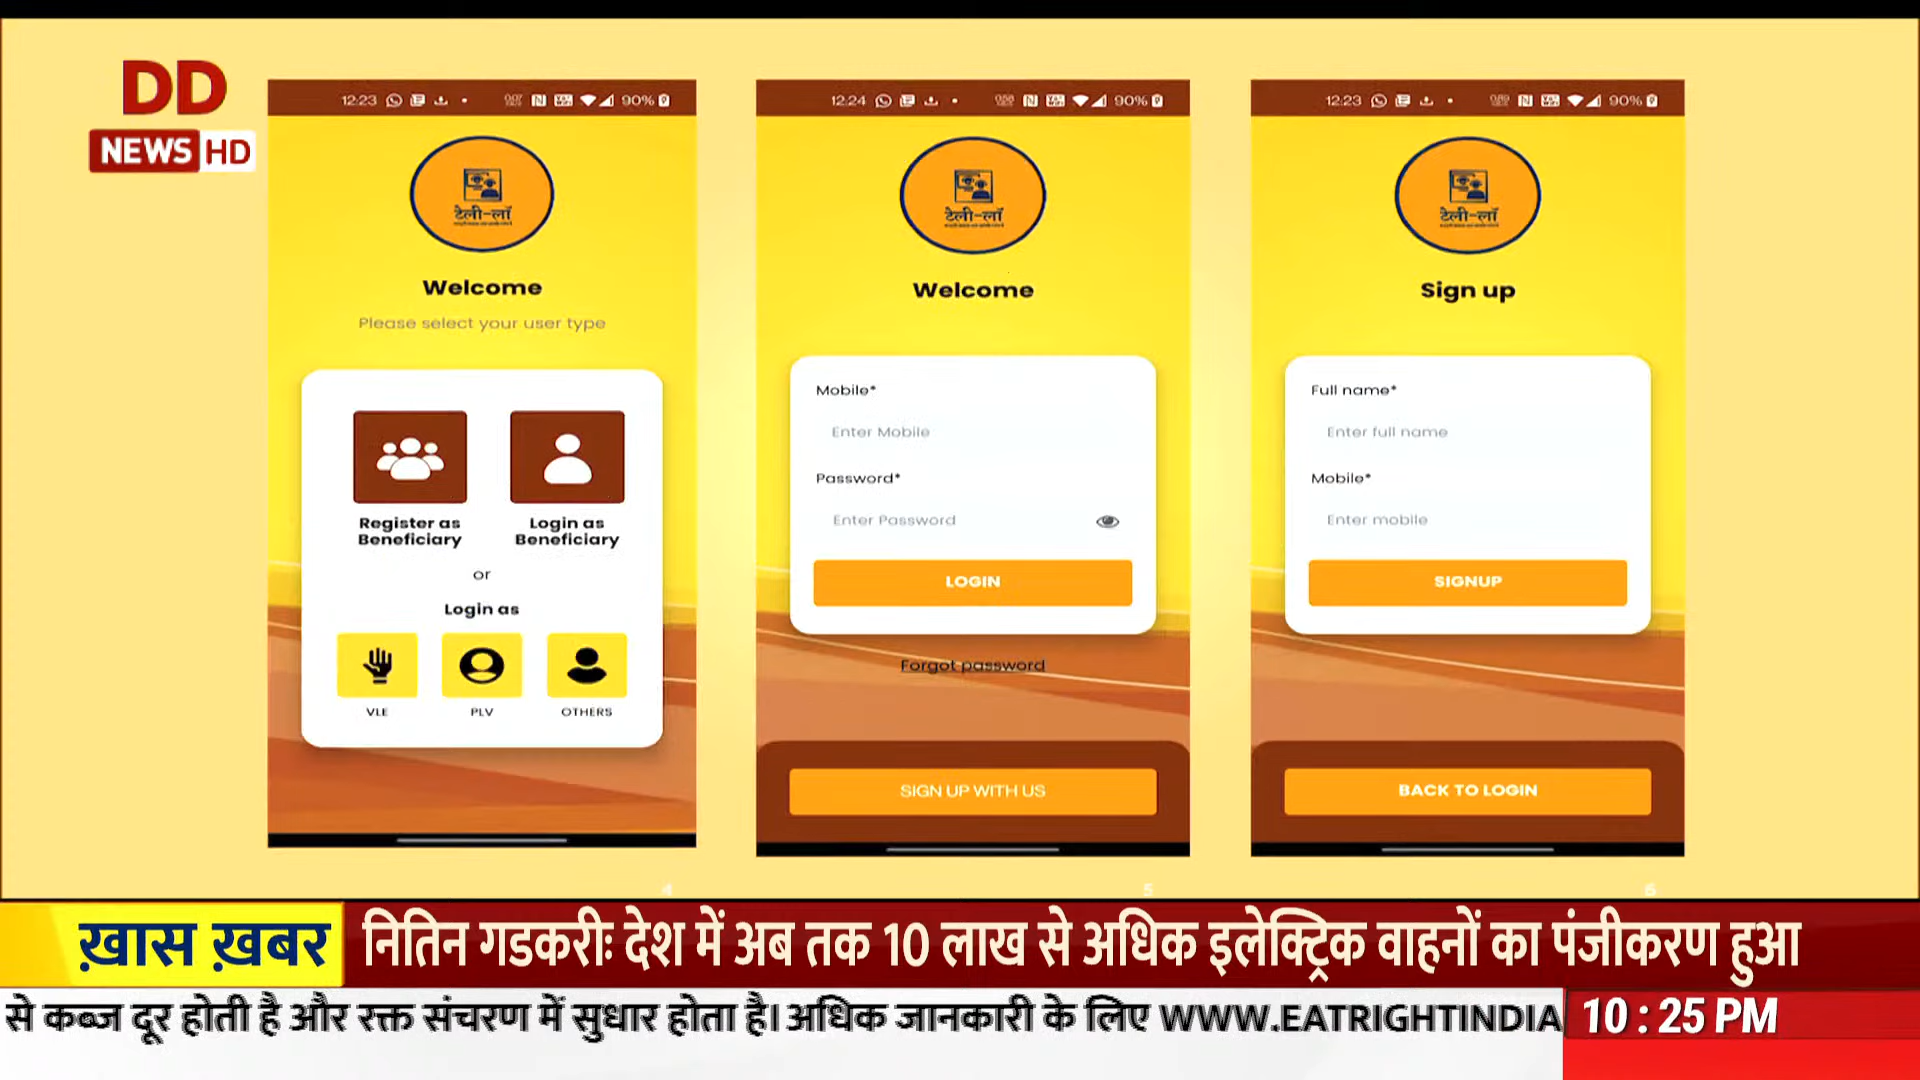 DD
NEWS HD
12:23
90%
टेली-लॉ
Welcome
Please select your user type
Register as
Beneficiary
Login as
Beneficiary
or
Login as
VLE
PLV
OTHERS
4
12:24
90%
टेली-लॉ
Welcome
Mobile*
Enter Mobile
Password*
Enter Password
LOGIN
Forgot password
SIGN UP WITH US
5
12:23
90%
टेली-लॉ
Sign up
Full name*
Enter full name
Mobile*
Enter mobile
SIGNUP
BACK TO LOGIN
6
ख़ास ख़बर
नितिन गडकरीः देश में अब तक 10 लाख से अधिक इलेक्ट्रिक वाहनों का पंजीकरण हुआ
से कब्ज दूर होती है और रक्त संचरण में सुधार होता है। अधिक जानकारी के लिए WWW.EATRIGHTINDIA
10 : 25 PM